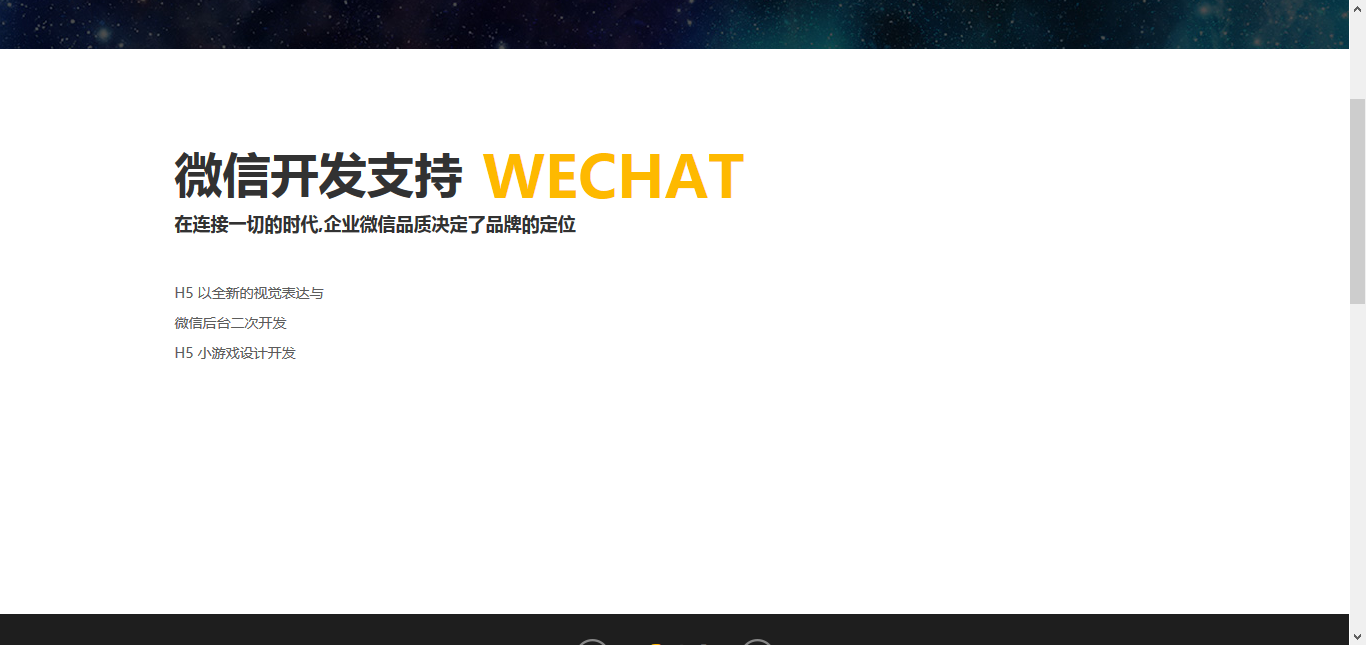 微信开发支持 WECHAT
在连接一切的时代,企业微信品质决定了品牌的定位
H5 以全新的视觉表达与
微信后台二次开发
H5 小游戏设计开发